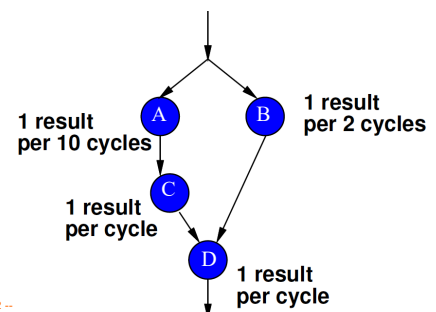 A
B
1 result
per 2 cycles
1 result
per 10 cycles
C
1 result
per cycle
D
1 result
per cycle